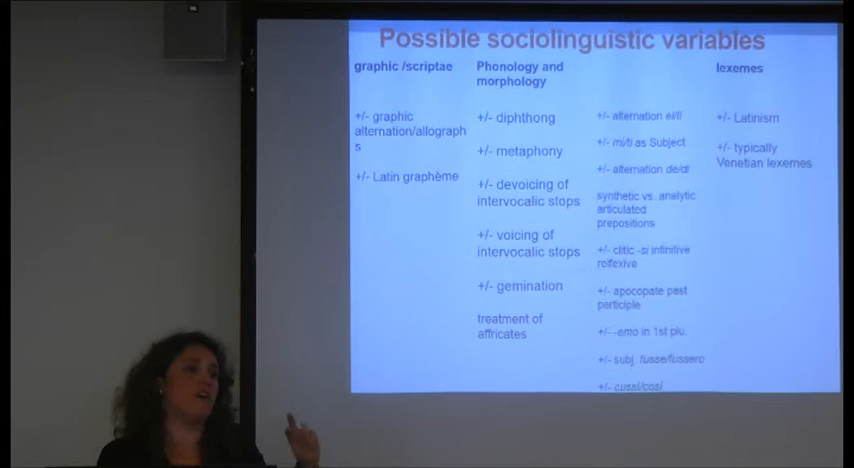 Possible sociolinguistic variables
graphic /scriptae
+/- graphic
alternation/allograph
s
+/- Latin graphème
Phonology and
morphology
+/- diphthong
+/- metaphony
+/- devoicing of
intervocalic stops
+/- voicing of
intervocalic stops
+/- gemination
treatment of
affricates
+/- alternation el/il
+/- mi/ti as Subject
+/- alternation de/di
synthetic vs. analytic
articulated
prepositions
+/- clitic -si infinitive
reflexive
+/- apocopate past
participle
+/- -emo in 1st plu.
+/- subj. fusse/fussero
+/- cussì/così
lexemes
+/- Latinism
+/- typically
Venetian lexemes